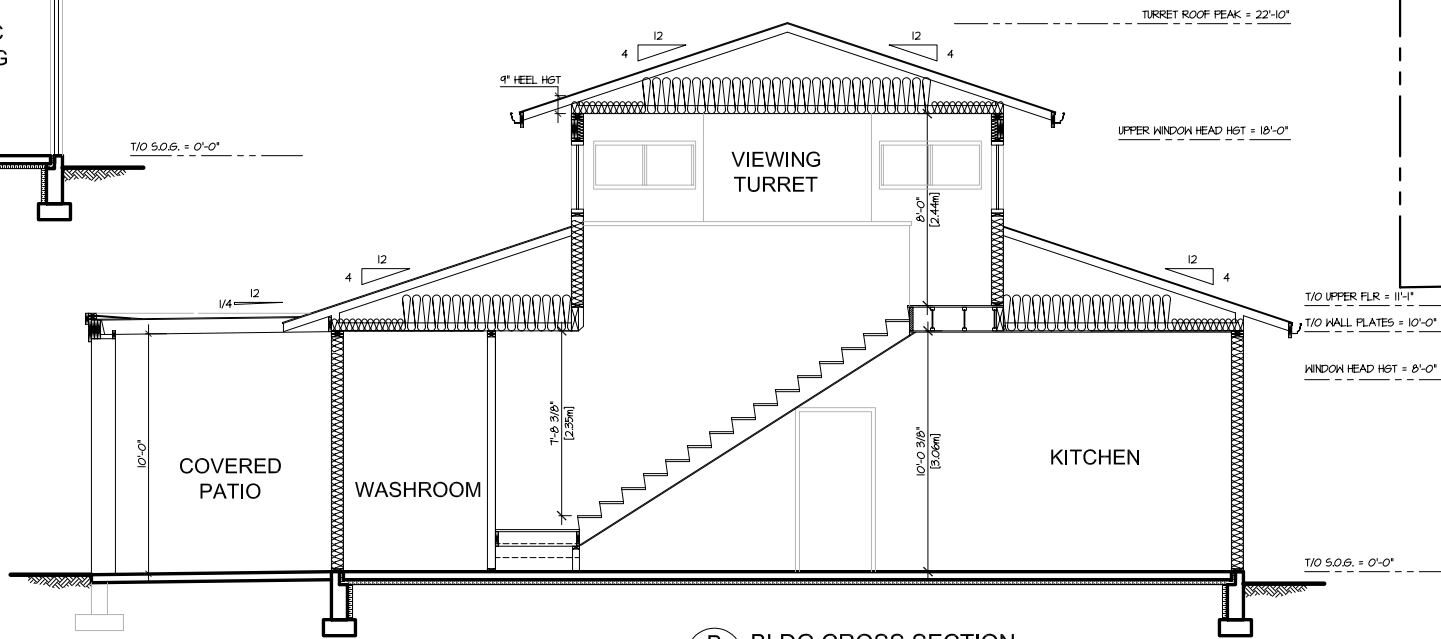 C
G
TURRET ROOF PEAK = 22'-10"
12
4
12
4
9" HEEL HGT
T/O S.O.G. = 0'-0"
UPPER WINDOW HEAD HGT = 18'-0"
VIEWING
TURRET
8'-0"
[2.44m]
12
4
12
4
12
1/4
T/O UPPER FLR = 11'-1"
T/O WALL PLATES = 10'-0"
WINDOW HEAD HGT = 8'-0"
7'-8 3/8"
[2.35m]
10'-0 3/8"
[3.06m]
10'-0"
COVERED
PATIO
WASHROOM
KITCHEN
T/O S.O.G. = 0'-0"
BLDG CROSS SECTION